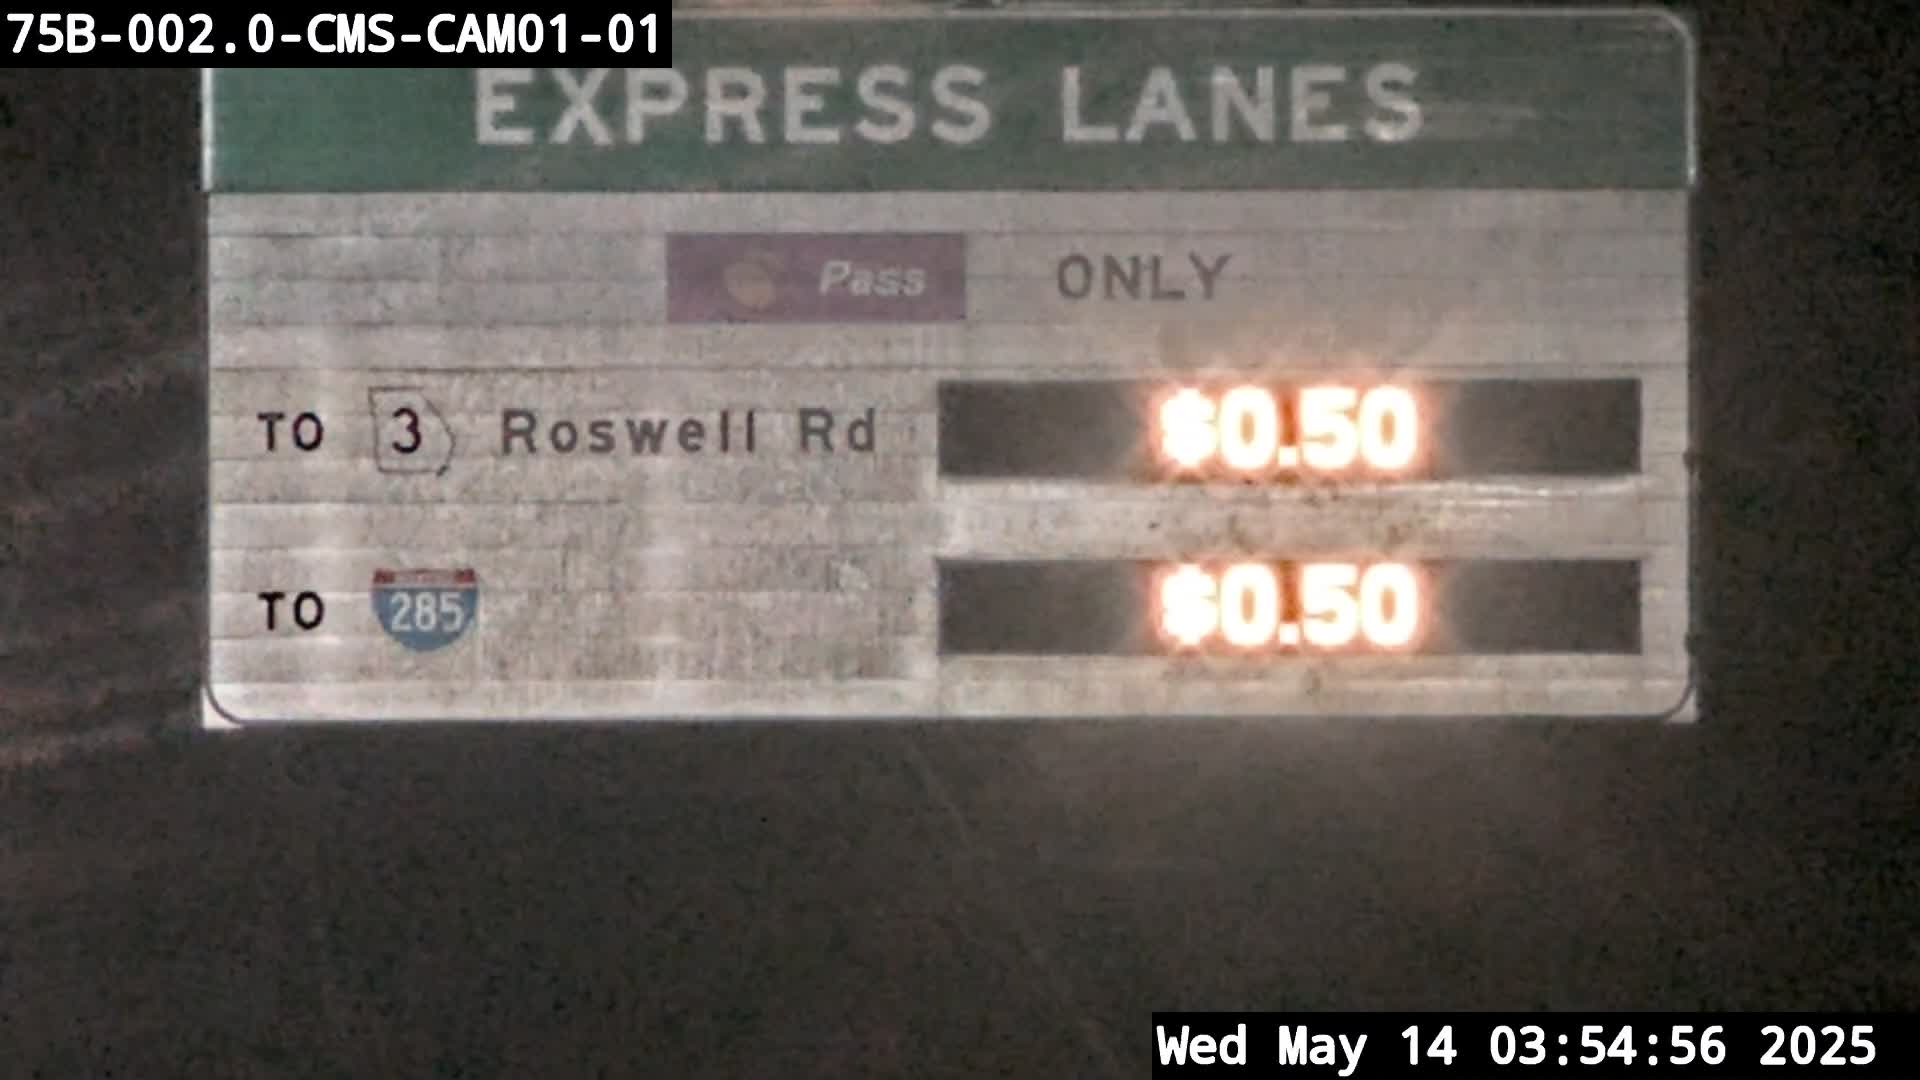 75B-002.0-CMS-CAM01-01
EXPRESS LANES
Pass ONLY
TO 3 Roswell Rd $0.50
TO 285 $0.50
Wed May 14 03:54:56 2025